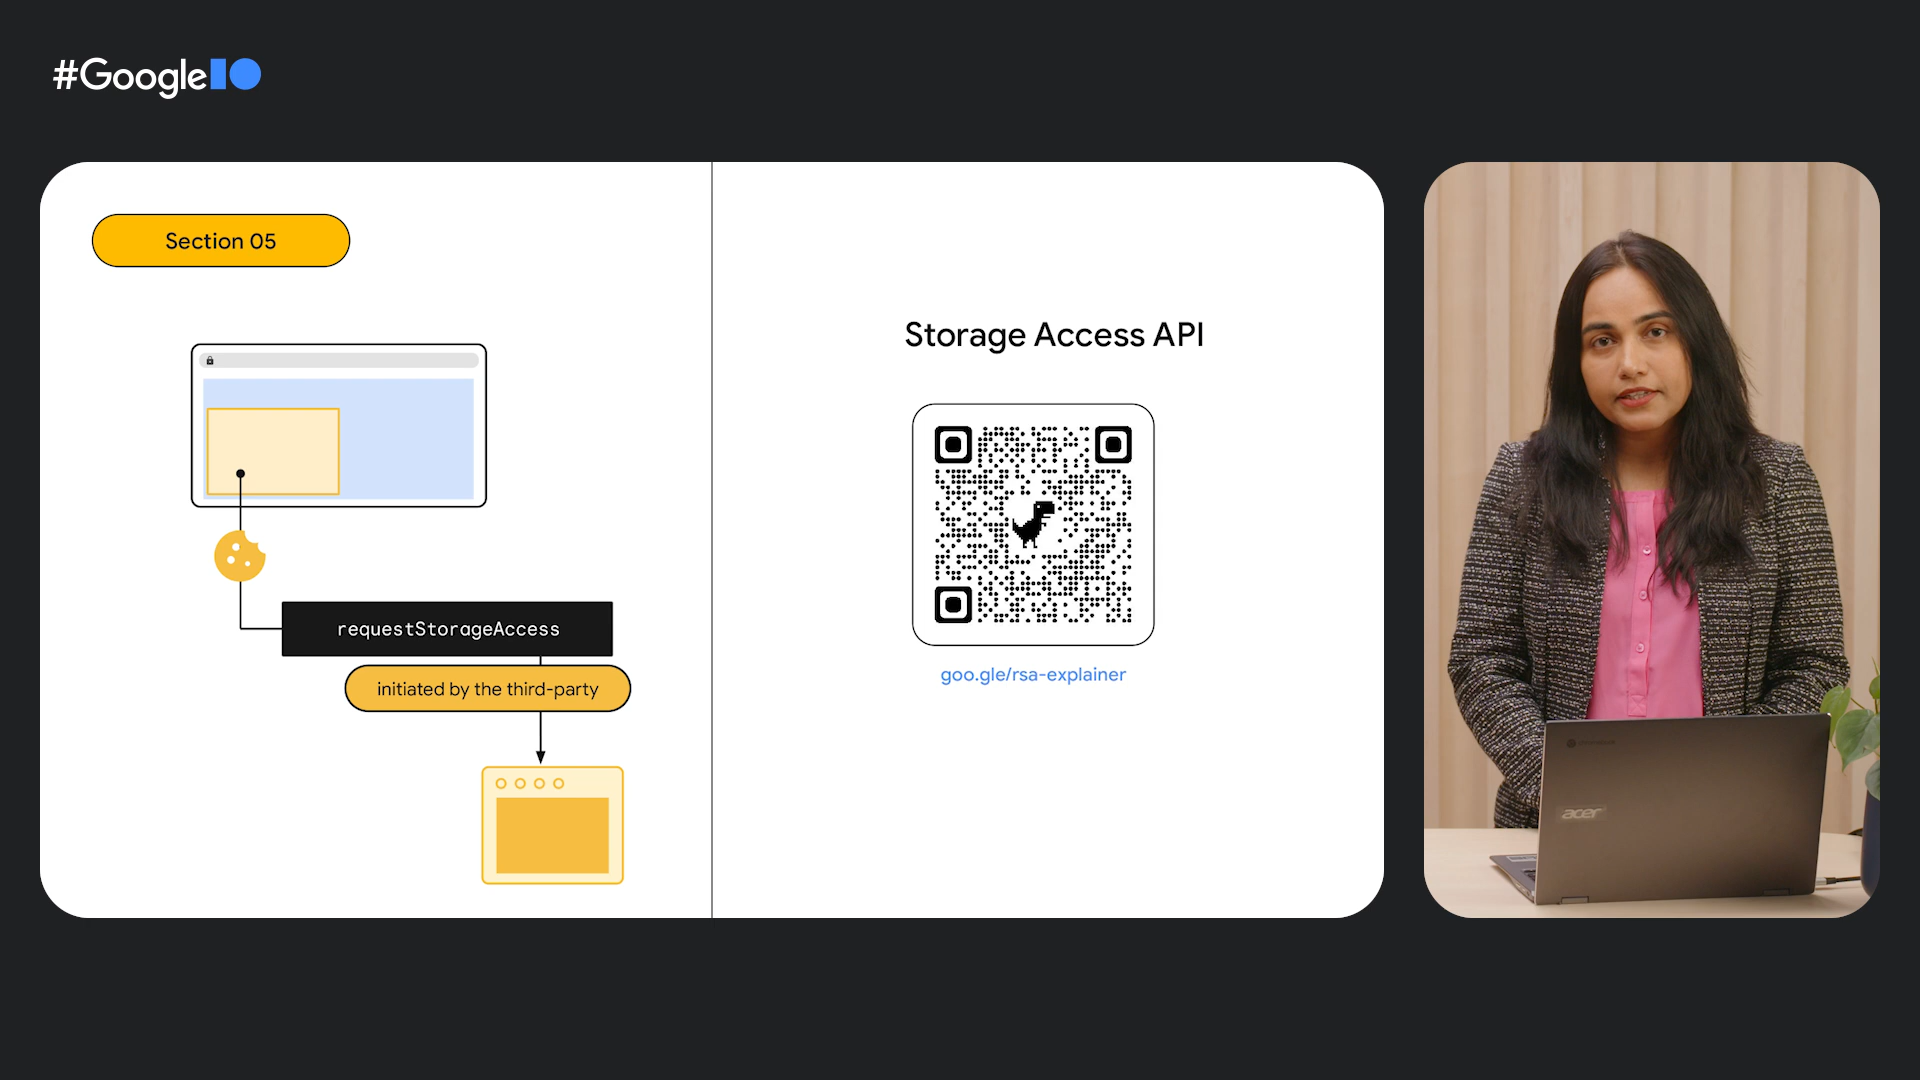 #GoogleIO
Section 05
requestStorageAccess
initiated by the third-party
Storage Access API
goo.gle/rsa-explainer
acer